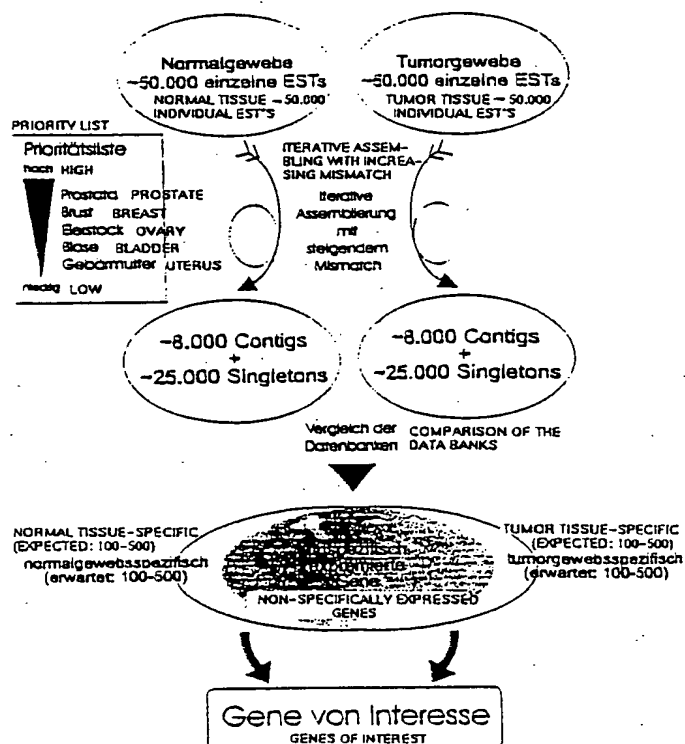 Normalgewebe
~50.000 einzelne ESTs
NORMAL TISSUE ~50.000
INDIVIDUAL EST'S
Tumorgewebe
~50.000 einzelne ESTs
TUMOR TISSUE ~50.000
INDIVIDUAL EST'S
PRIORITY LIST
Prioritätsliste
hoch HIGH
Prostata PROSTATE
Brust BREAST
Eierstock OVARY
Blase BLADDER
Gebärmutter UTERUS
niedrig LOW
ITERATIVE ASSEM-
BLING WITH INCREA-
SING MISMATCH
Iterative
Assemblierung
mit
steigendem
Mismatch
~8.000 Contigs
+
~25.000 Singletons
~8.000 Contigs
+
~25.000 Singletons
Vergleich der
Datenbanken
COMPARISON OF THE
DATA BANKS
NORMAL TISSUE-SPECIFIC
(EXPECTED: 100-500)
normalgewebsspezifisch
(erwartet: 100-500)
NON-SPECIFICALLY EXPRESSED
GENES
TUMOR TISSUE-SPECIFIC
(EXPECTED: 100-500)
tumorgewebsspezifisch
(erwartet: 100-500)
Gene von Interesse
GENES OF INTEREST